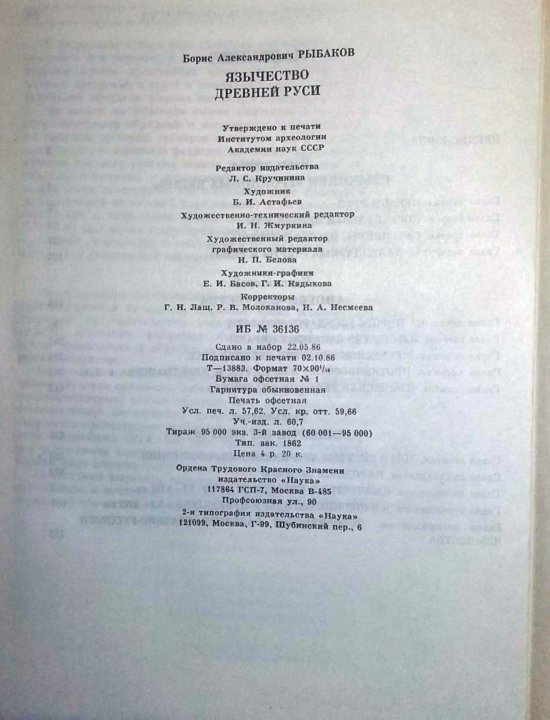 Борис Александрович РЫБАКОВ
ЯЗЫЧЕСТВО
ДРЕВНЕЙ РУСИ
Утверждено к печати
Институтом археологии
Академии наук СССР
Редактор издательства
Л. С. Кручинина
Художник
Б. И. Астафьев
Художественно-технический редактор
И. Н. Жмуркина
Художественный редактор
графического материала
Н. П. Белова
Художники-графики
Е. И. Басов, Г. И. Кадыкова
Корректоры
Г. Н. Лащ, Р. В. Молоканова, Н. А. Несмеева
ИБ № 36136
Сдано в набор 22.05.86
Подписано к печати 02.10.86
Т—13883. Формат 70×90¹/₁₆
Бумага офсетная № 1
Гарнитура обыкновенная
Печать офсетная
Усл. печ. л. 57,62. Усл. кр. отт. 59,66
Уч.-изд. л. 60,7
Тираж 95 000 экз. 3-й завод (60 001—95 000)
Тип. зак. 1862
Цена 4 р. 20 к.
Ордена Трудового Красного Знамени
издательство «Наука»
117864 ГСП-7, Москва В-485
Профсоюзная ул., 90
2-я типография издательства «Наука»
121099, Москва, Г-99, Шубинский пер., 6